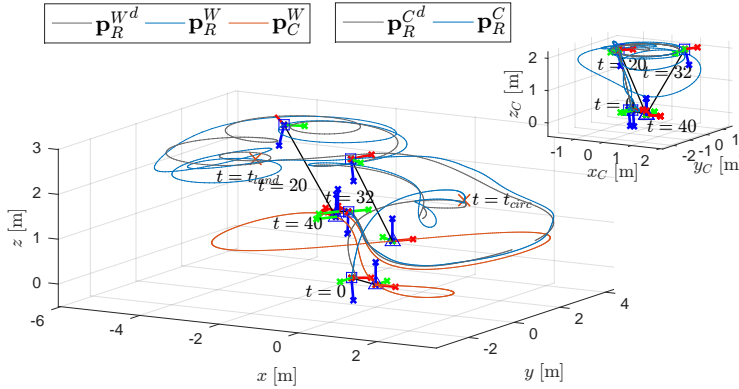 p_R^{W^d} p_R^W p_C^W
p_R^{C^d} p_R^C
2
1
0
z_C [m]
t = 20
t = 32
t = 0
t = 40
-1
0
1
2
x_C [m]
-2
-1
0
1
y_C [m
3
2
1
0
z [m]
t = t_{land}
t = 20
t = 32
t = t_{circ}
t = 40
t = 0
-6
-4
-2
0
2
x [m]
-2
0
2
4
y [m]